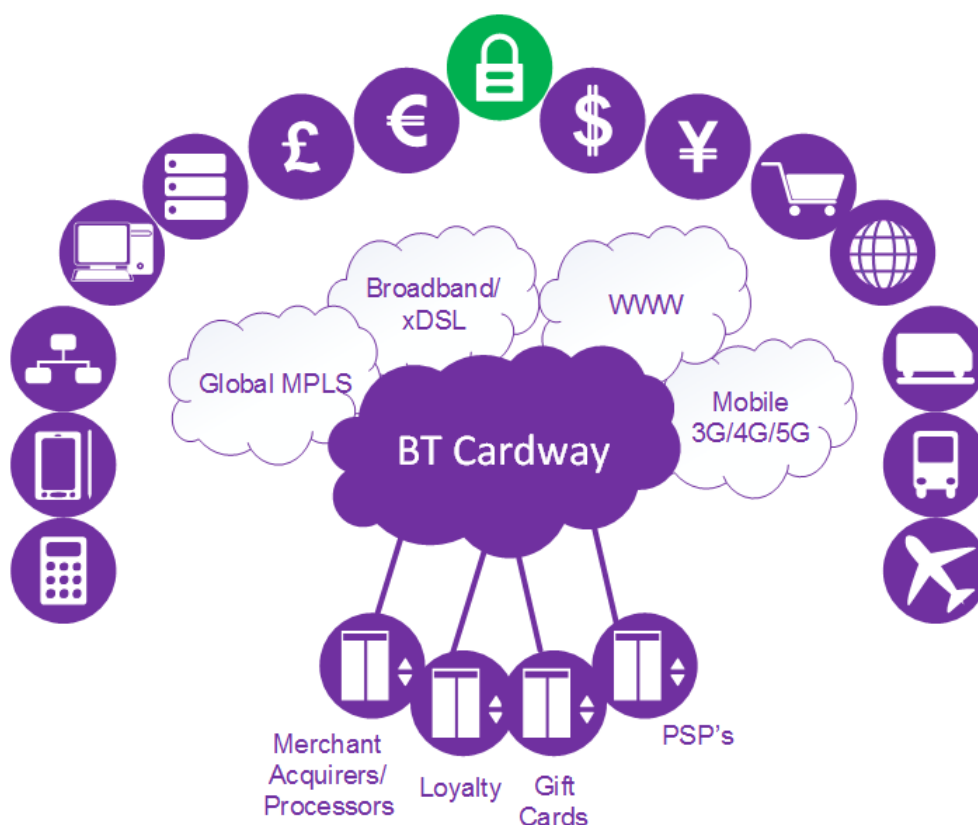 £
€
$
¥
Broadband/
xDSL
WWW
Global MPLS
Mobile
3G/4G/5G
BT Cardway
Merchant
Acquirers/
Processors
Loyalty
Gift
Cards
PSP's